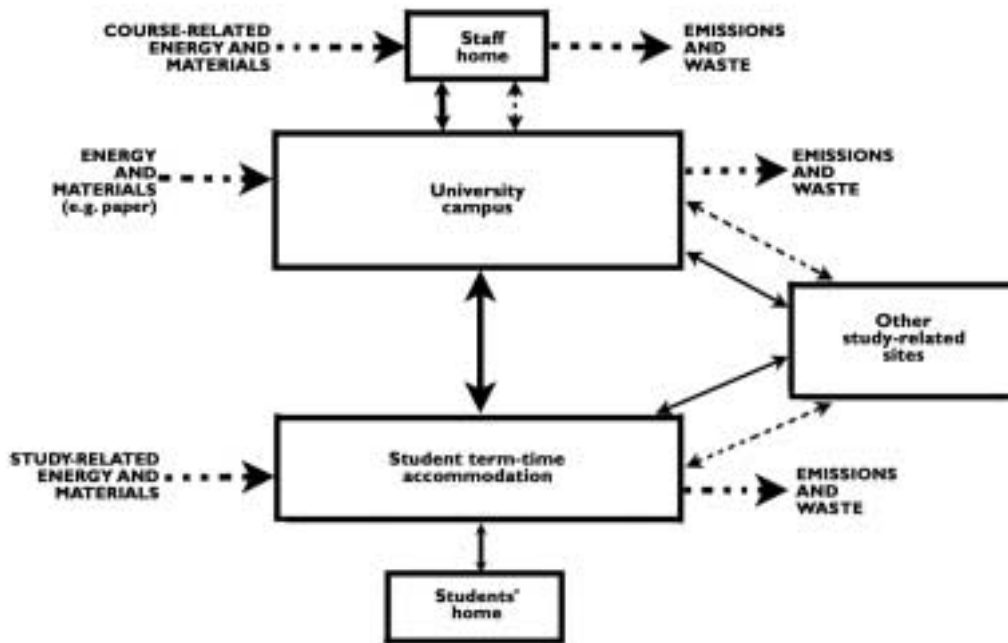 COURSE-RELATED
ENERGY AND
MATERIALS
Staff
home
EMISSIONS
AND
WASTE
ENERGY
AND
MATERIALS
(e.g. paper)
University
campus
EMISSIONS
AND
WASTE
Other
study-related
sites
STUDY-RELATED
ENERGY AND
MATERIALS
Student term-time
accommodation
EMISSIONS
AND
WASTE
Students'
home